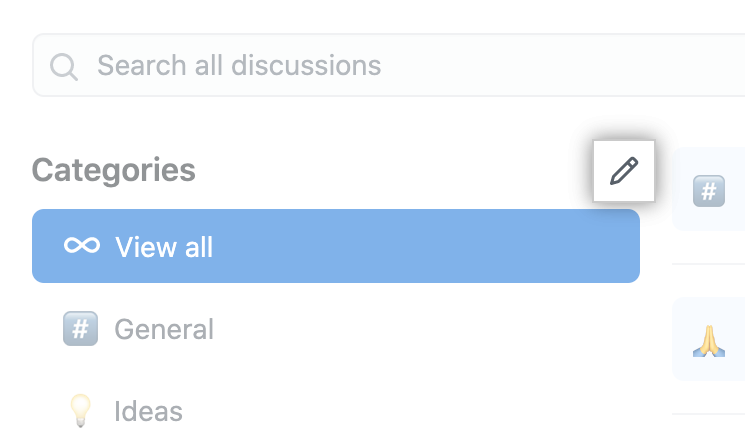 Search all discussions
Categories
View all
# General
Ideas
#